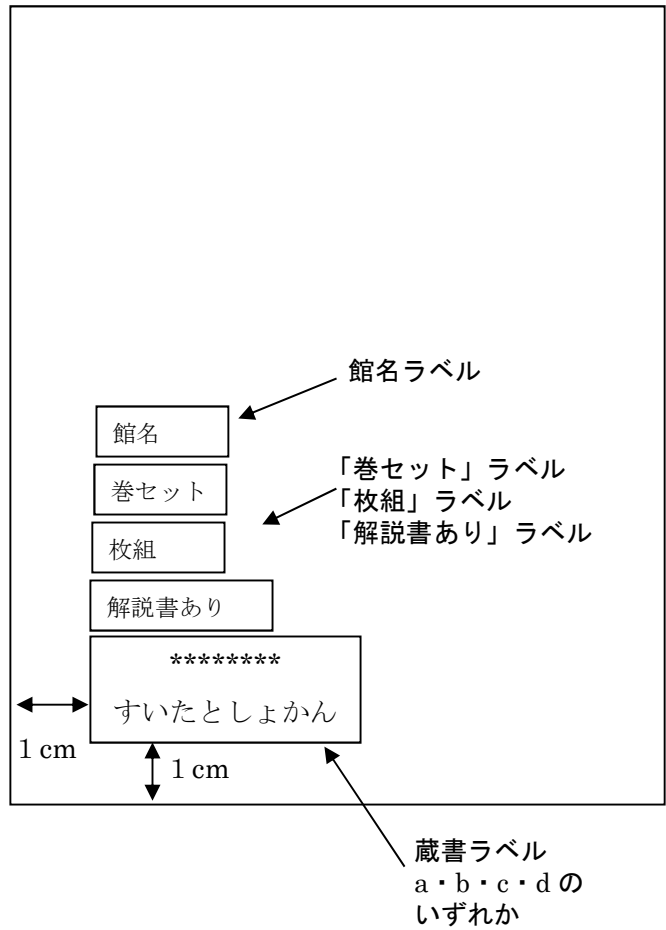 館名ラベル
館名
「巻セット」ラベル
「枚組」ラベル
「解説書あり」ラベル
巻セット
枚組
解説書あり
********
すいたとしょかん
1 cm
1 cm
蔵書ラベル
a・b・c・d の
いずれか